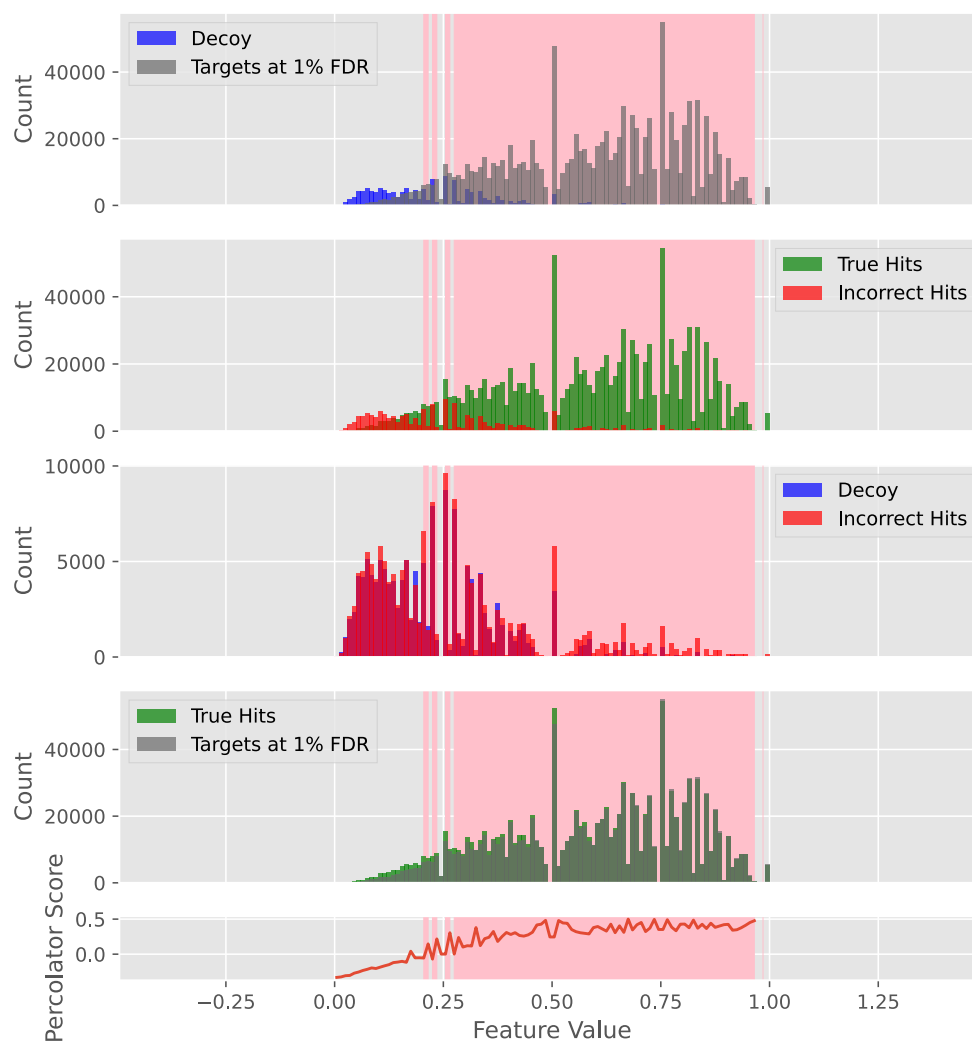 Count
40000
20000
0
Decoy
Targets at 1% FDR
Count
40000
20000
0
True Hits
Incorrect Hits
Count
10000
5000
0
Decoy
Incorrect Hits
Count
40000
20000
0
True Hits
Targets at 1% FDR
Percolator Score
0.5
0.0
−0.25
0.00
0.25
0.50
0.75
1.00
1.25
Feature Value